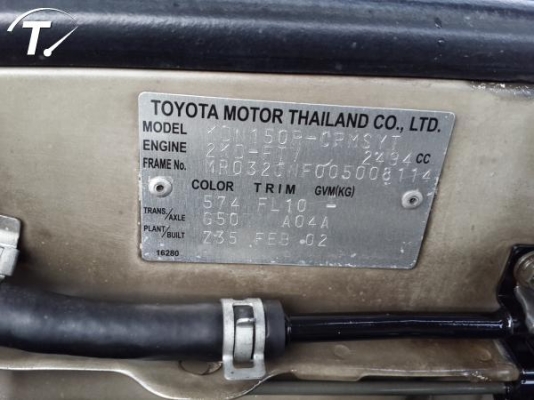 T.
TOYOTA MOTOR THAILAND CO., LTD.
MODEL
ENGINE 2494 CC
FRAME No.
COLOR TRIM GVM(KG)
574 FL10 -
TRANS/AXLE G50 A04A
PLANT/BUILT Z35 FEB 02
16280